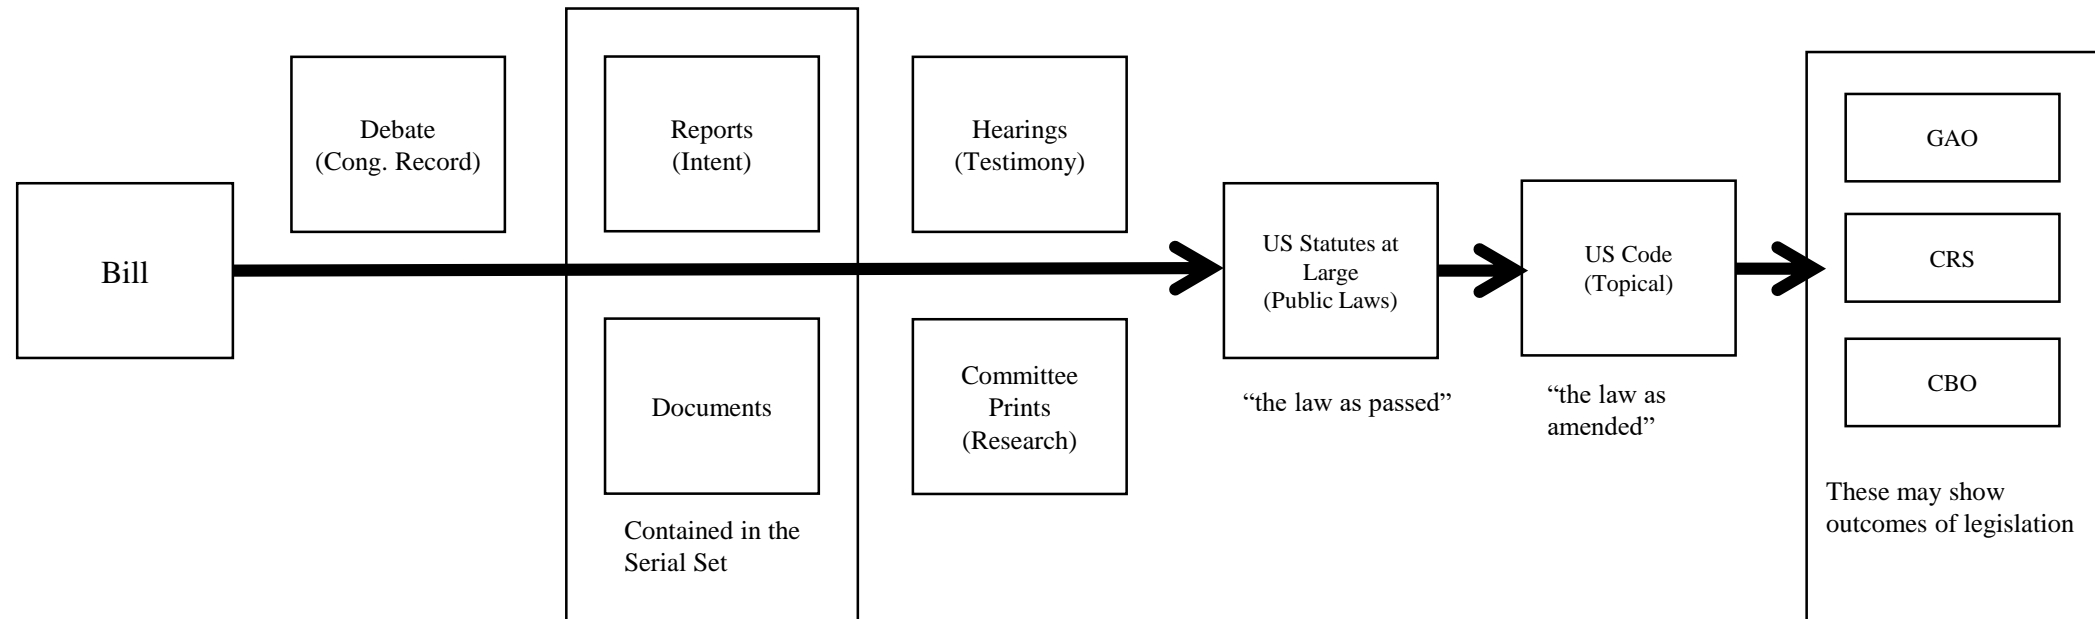 Bill
Debate
(Cong. Record)
Reports
(Intent)
Documents
Contained in the
Serial Set
Hearings
(Testimony)
Committee
Prints
(Research)
US Statutes at
Large
(Public Laws)
“the law as passed”
US Code
(Topical)
“the law as
amended”
GAO
CRS
CBO
These may show
outcomes of legislation